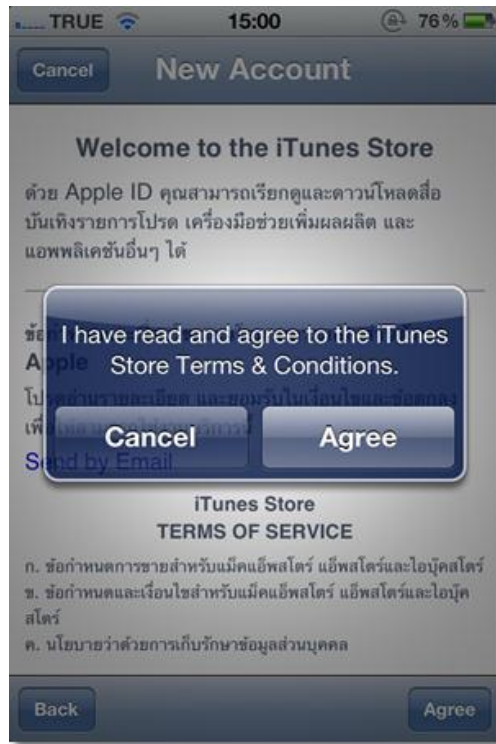 TRUE 15:00 76%
Cancel New Account
Welcome to the iTunes Store
ด้วย Apple ID คุณสามารถเรียกดูและดาวน์โหลดสื่อ
บันเทิงรายการโปรด เครื่องมือช่วยเพิ่มผลผลิต และ
แอพพลิเคชันอื่นๆ ได้
I have read and agree to the iTunes
Store Terms & Conditions.
Cancel Agree
Apple
Send by Email
iTunes Store
TERMS OF SERVICE
ก. ข้อกำหนดการขายสำหรับแม็คแอ็พสโตร์ แอ็พสโตร์และไอบุ๊คสโตร์
ข. ข้อกำหนดและเงื่อนไขสำหรับแม็คแอ็พสโตร์ แอ็พสโตร์และไอบุ๊ค
สโตร์
ค. นโยบายว่าด้วยการเก็บรักษาข้อมูลส่วนบุคคล
Back Agree